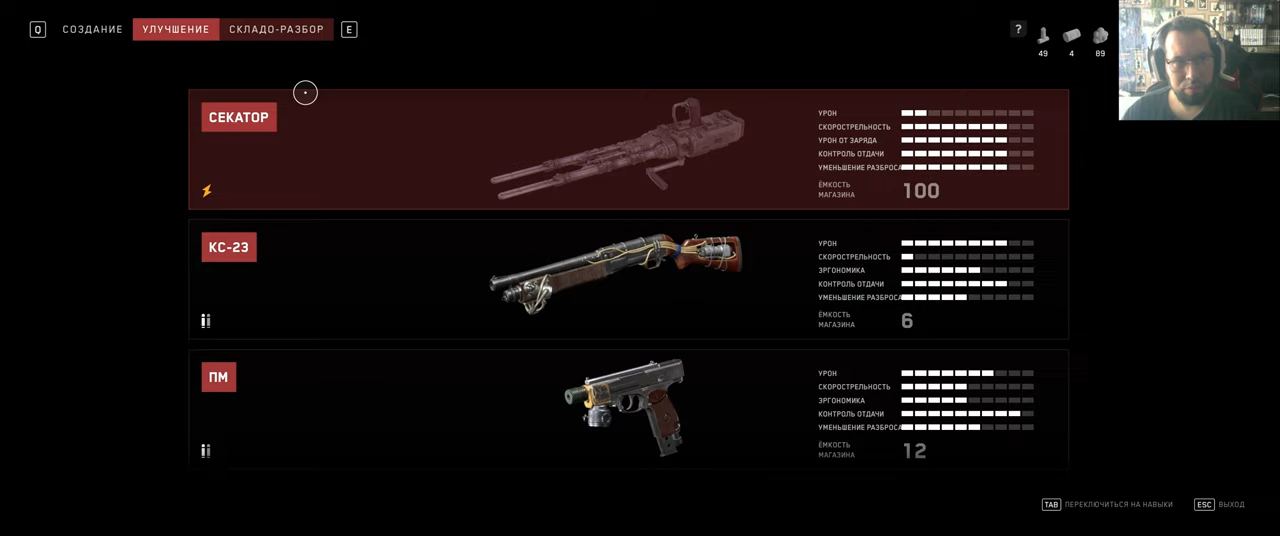 Q СОЗДАНИЕ УЛУЧШЕНИЕ СКЛАДО-РАЗБОР E
?
49 4 89
СЕКАТОР
УРОН
СКОРОСТРЕЛЬНОСТЬ
УРОН ОТ ЗАРЯДА
КОНТРОЛЬ ОТДАЧИ
УМЕНЬШЕНИЕ РАЗБРОСА
ЁМКОСТЬ
МАГАЗИНА
100
КС-23
УРОН
СКОРОСТРЕЛЬНОСТЬ
ЭРГОНОМИКА
КОНТРОЛЬ ОТДАЧИ
УМЕНЬШЕНИЕ РАЗБРОСА
ЁМКОСТЬ
МАГАЗИНА
6
ПМ
УРОН
СКОРОСТРЕЛЬНОСТЬ
ЭРГОНОМИКА
КОНТРОЛЬ ОТДАЧИ
УМЕНЬШЕНИЕ РАЗБРОСА
ЁМКОСТЬ
МАГАЗИНА
12
TAB ПЕРЕКЛЮЧИТЬСЯ НА НАВЫКИ ESC ВЫХОД